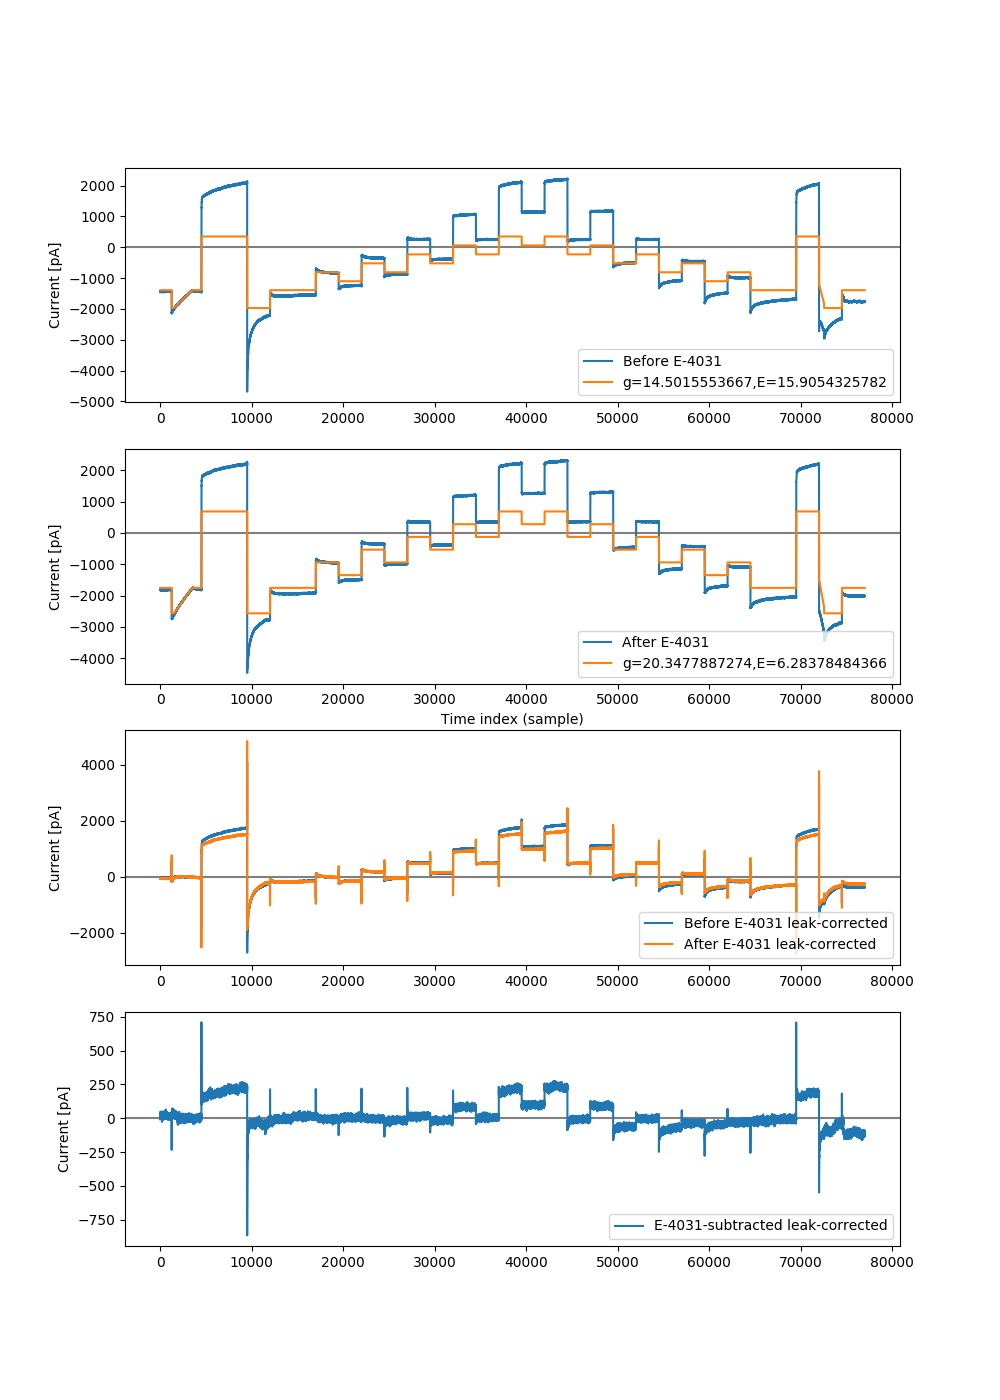 2000
1000
0
−1000
−2000
−3000
−4000
−5000
Current [pA]
Before E-4031
g=14.5015553667,E=15.9054325782
0 10000 20000 30000 40000 50000 60000 70000 80000
2000
1000
0
−1000
−2000
−3000
−4000
Current [pA]
After E-4031
g=20.3477887274,E=6.28378484366
0 10000 20000 30000 40000 50000 60000 70000 80000
Time index (sample)
4000
2000
0
−2000
Current [pA]
Before E-4031 leak-corrected
After E-4031 leak-corrected
0 10000 20000 30000 40000 50000 60000 70000 80000
750
500
250
0
−250
−500
−750
Current [pA]
E-4031-subtracted leak-corrected
0 10000 20000 30000 40000 50000 60000 70000 80000